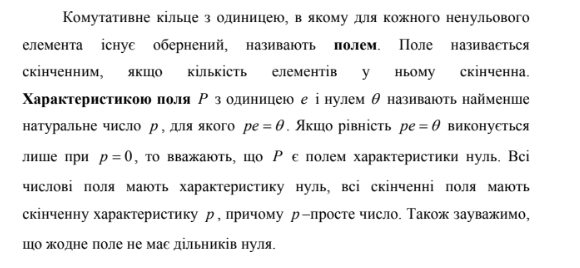 Комутативне кільце з одиницею, в якому для кожного ненульового
елемента існує обернений, називають полем. Поле називається
скінченним, якщо кількість елементів у ньому скінченна.
Характеристикою поля P з одиницею e і нулем θ називають найменше
натуральне число p, для якого pe = θ. Якщо рівність pe = θ виконується
лише при p = 0, то вважають, що P є полем характеристики нуль. Всі
числові поля мають характеристику нуль, всі скінченні поля мають
скінченну характеристику p, причому p–просте число. Також зауважимо,
що жодне поле не має дільників нуля.